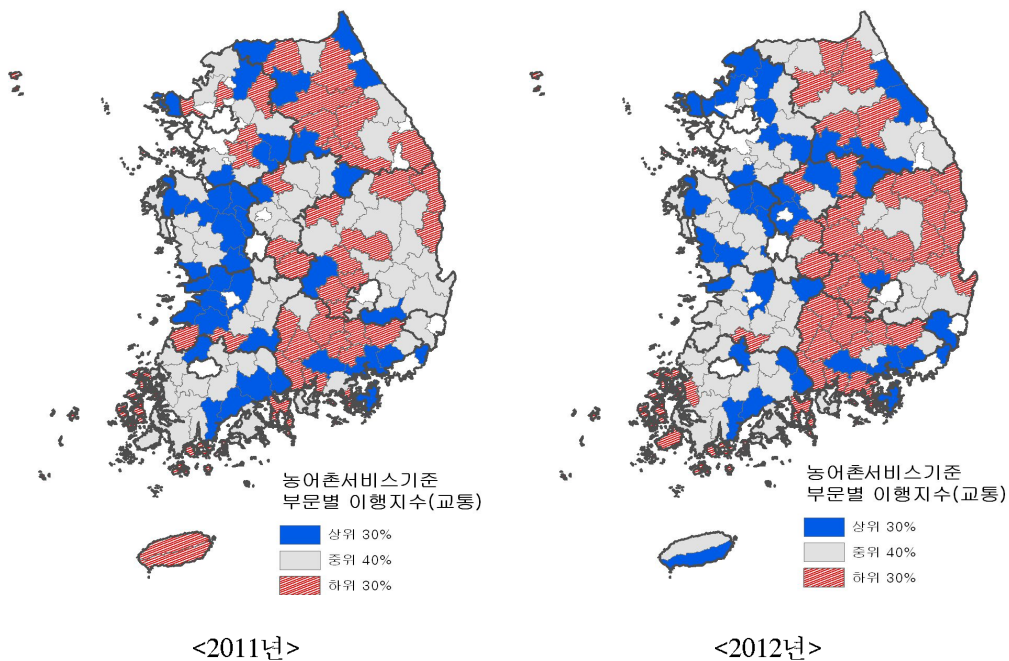 농어촌서비스기준
부문별 이행지수(교통)
상위 30%
중위 40%
하위 30%
<2011년>
농어촌서비스기준
부문별 이행지수(교통)
상위 30%
중위 40%
하위 30%
<2012년>